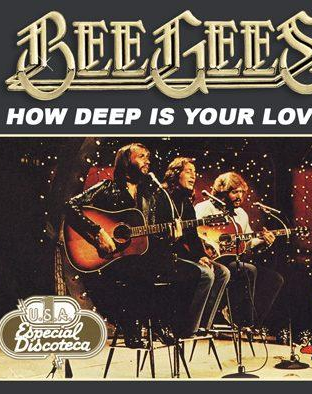 BEE GEES
HOW DEEP IS YOUR LOV
U.S.A.
Especial
Discoteca